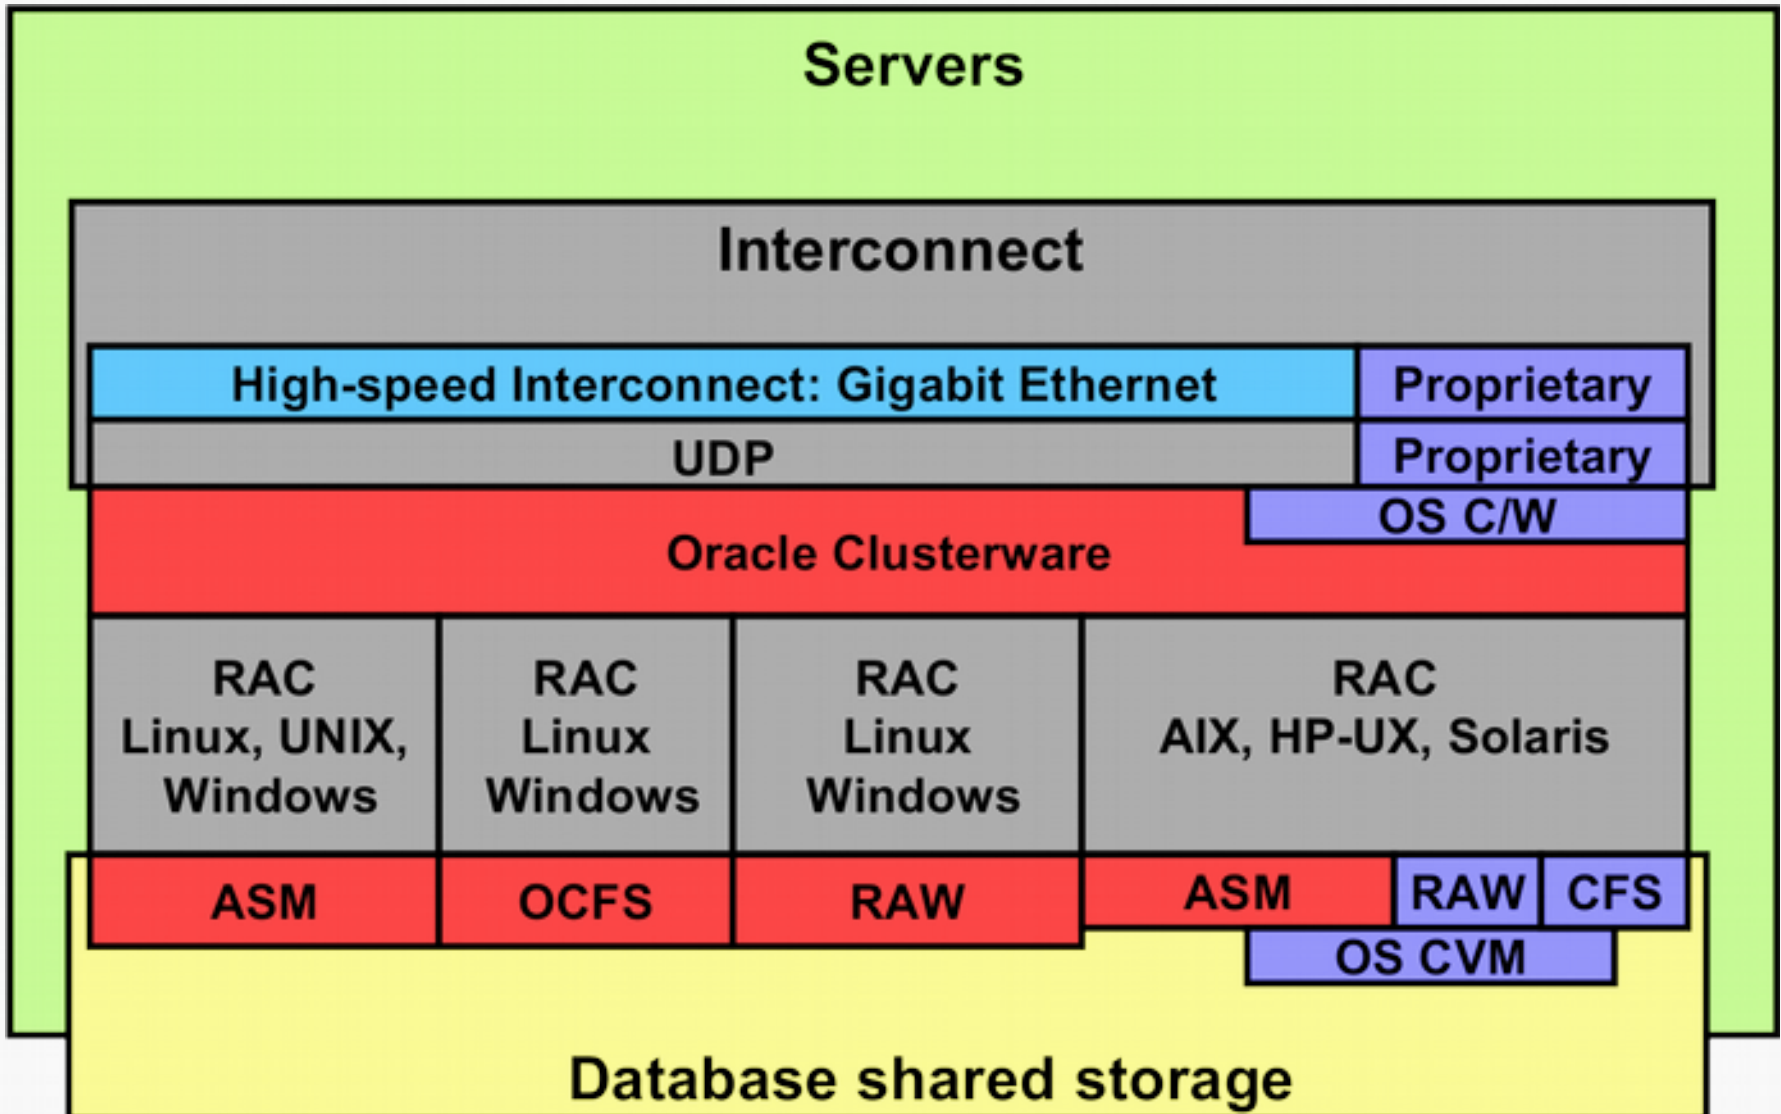 Servers
Interconnect
High-speed Interconnect: Gigabit Ethernet
Proprietary
UDP
Proprietary
OS C/W
Oracle Clusterware
RAC
Linux, UNIX,
Windows
RAC
Linux
Windows
RAC
Linux
Windows
RAC
AIX, HP-UX, Solaris
ASM
OCFS
RAW
ASM
RAW
CFS
OS CVM
Database shared storage